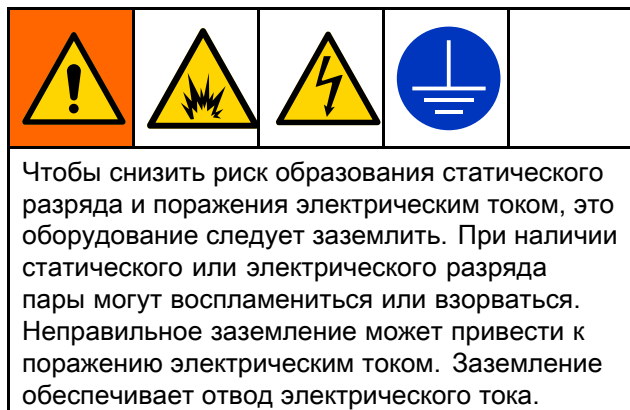 Чтобы снизить риск образования статического
разряда и поражения электрическим током, это
оборудование следует заземлить. При наличии
статического или электрического разряда
пары могут воспламениться или взорваться.
Неправильное заземление может привести к
поражению электрическим током. Заземление
обеспечивает отвод электрического тока.